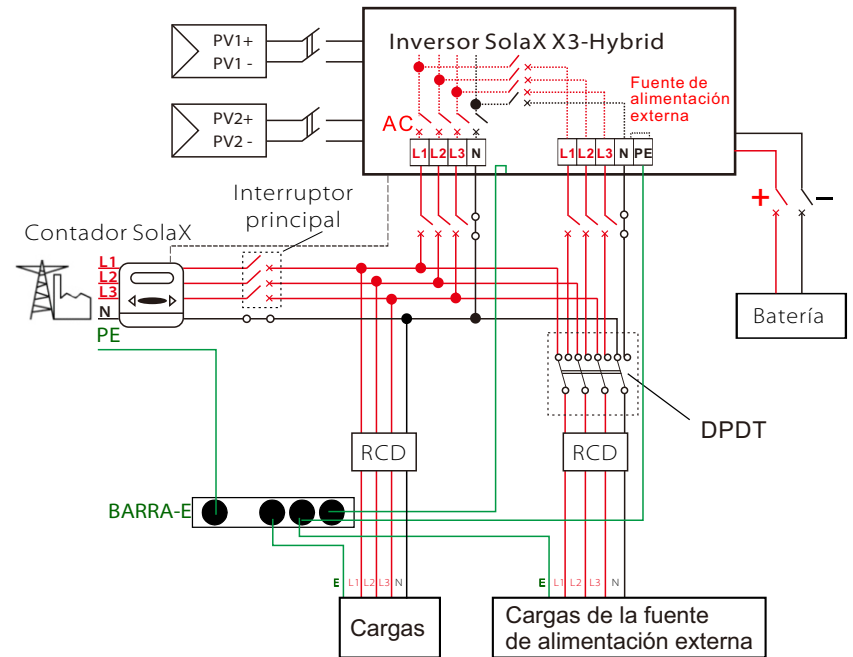 PV1+
PV1 -
PV2+
PV2 -
Inversor SolaX X3-Hybrid
Fuente de
alimentación
externa
AC
L1 L2 L3 N
L1 L2 L3 N PE
Interruptor
principal
Contador SolaX
L1
L2
L3
N
PE
+ −
Batería
DPDT
RCD
RCD
BARRA-E
E L1 L2 L3 N
E L1 L2 L3 N
Cargas
Cargas de la fuente
de alimentación externa